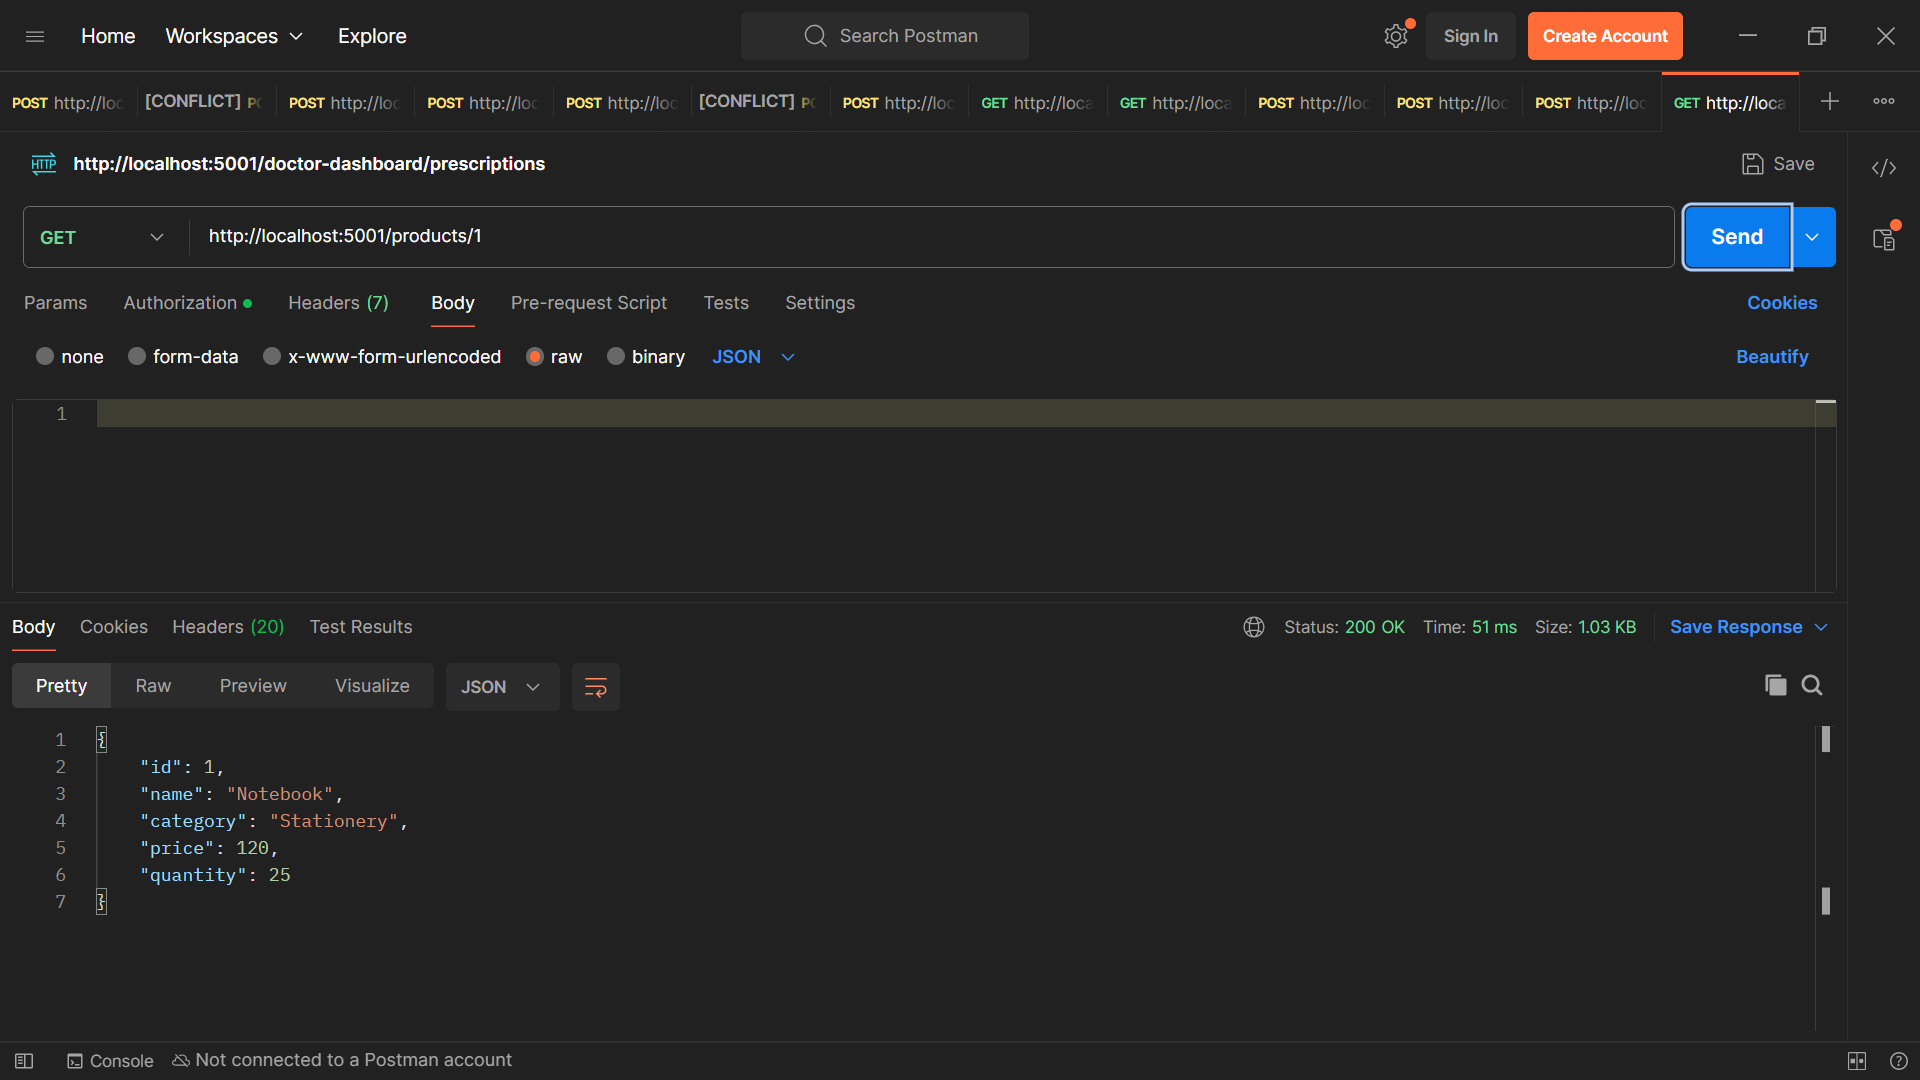 Home Workspaces Explore Search Postman Sign In Create Account
POST http://loc [CONFLICT] PO POST http://loc POST http://loc POST http://loc [CONFLICT] PO POST http://loc GET http://loca GET http://loca POST http://loc POST http://loc POST http://loc GET http://loca
HTTP http://localhost:5001/doctor-dashboard/prescriptions Save
GET http://localhost:5001/products/1 Send
Params Authorization Headers (7) Body Pre-request Script Tests Settings Cookies
none form-data x-www-form-urlencoded raw binary JSON Beautify
1
Body Cookies Headers (20) Test Results Status: 200 OK Time: 51 ms Size: 1.03 KB Save Response
Pretty Raw Preview Visualize JSON
1 {
2 "id": 1,
3 "name": "Notebook",
4 "category": "Stationery",
5 "price": 120,
6 "quantity": 25
7 }
Console Not connected to a Postman account